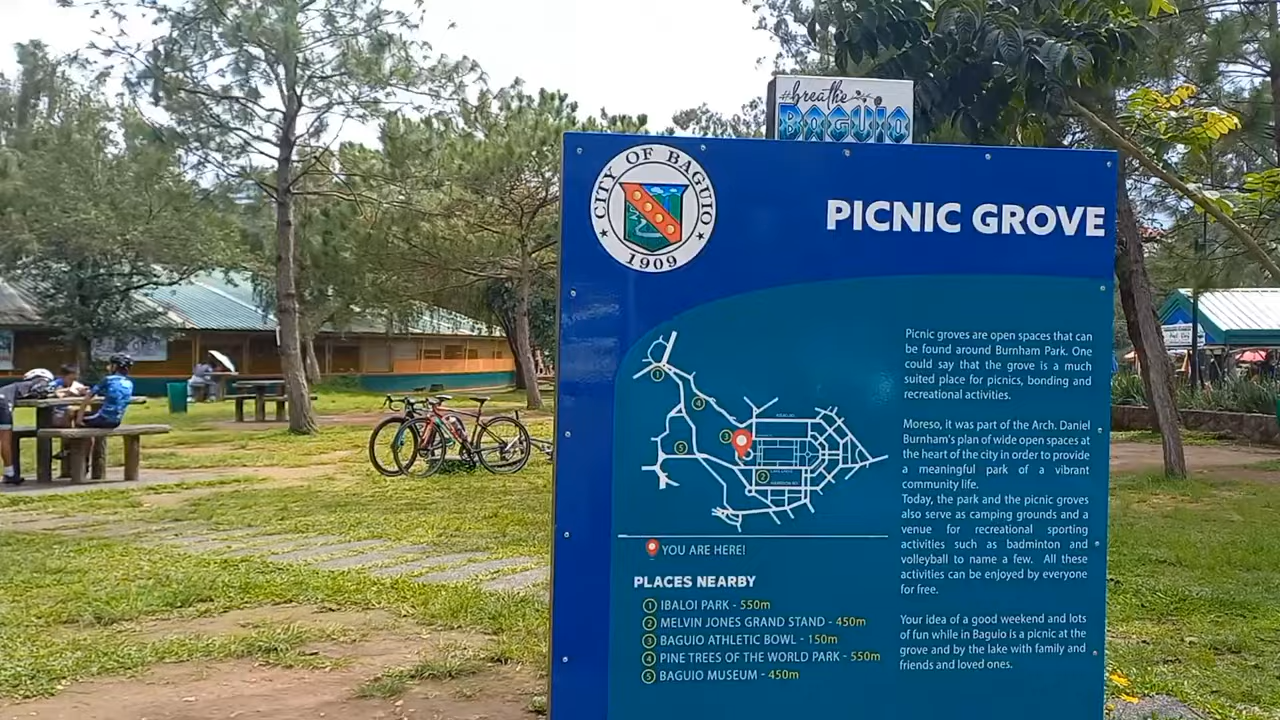 #breathe
BAGUIO
CITY OF BAGUIO
1909
PICNIC GROVE
Picnic groves are open spaces that can
be found around Burnham Park. One
could say that the grove is a much
suited place for picnics, bonding and
recreational activities.
Moreso, it was part of the Arch. Daniel
Burnham's plan of wide open spaces at
the heart of the city in order to provide
a meaningful park of a vibrant
community life.
Today, the park and the picnic groves
also serve as camping grounds and a
venue for recreational sporting
activities such as badminton and
volleyball to name a few. All these
activities can be enjoyed by everyone
for free.
Your idea of a good weekend and lots
of fun while in Baguio is a picnic at the
grove and by the lake with family and
friends and loved ones.
1
4
3
5
2
YOU ARE HERE!
PLACES NEARBY
1 IBALOI PARK - 550m
2 MELVIN JONES GRAND STAND - 450m
3 BAGUIO ATHLETIC BOWL - 150m
4 PINE TREES OF THE WORLD PARK - 550m
5 BAGUIO MUSEUM - 450m